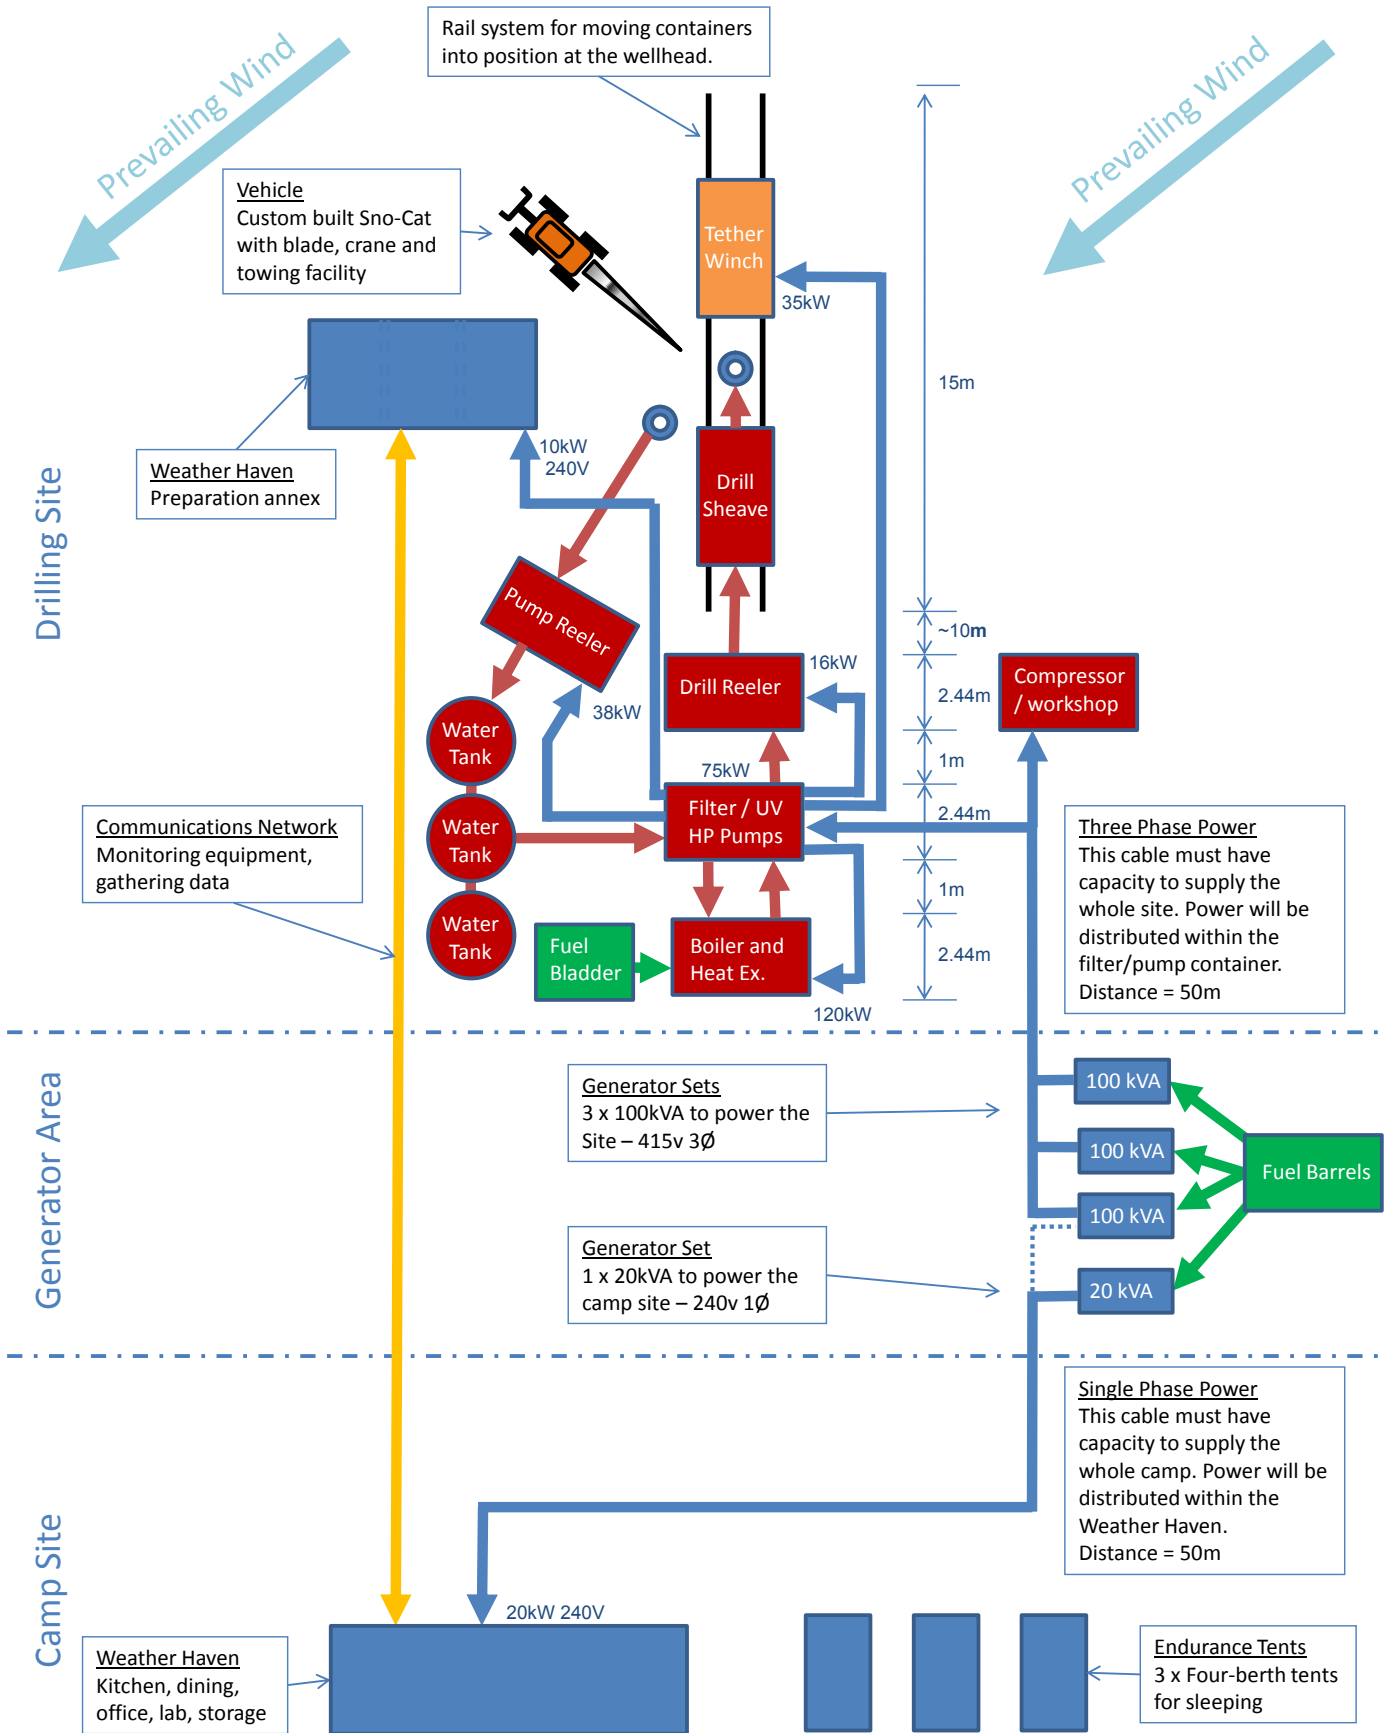 Rail system for moving containers
into position at the wellhead.
Prevailing Wind
Prevailing Wind
Vehicle
Custom built Sno-Cat
with blade, crane and
towing facility
Tether
Winch
35kW
15m
Weather Haven
Preparation annex
10kW
240V
Drill
Sheave
Drilling Site
Pump Reeler
~10m
16kW
Drill Reeler
2.44m
Compressor
/ workshop
38kW
Water
Tank
1m
75kW
Filter / UV
HP Pumps
2.44m
Water
Tank
Communications Network
Monitoring equipment,
gathering data
Three Phase Power
This cable must have
capacity to supply the
whole site. Power will be
distributed within the
filter/pump container.
Distance = 50m
1m
Water
Tank
Fuel
Bladder
Boiler and
Heat Ex.
2.44m
120kW
Generator Area
Generator Sets
3 x 100kVA to power the
Site – 415v 3Ø
100 kVA
100 kVA
100 kVA
Fuel Barrels
Generator Set
1 x 20kVA to power the
camp site – 240v 1Ø
20 kVA
Camp Site
Single Phase Power
This cable must have
capacity to supply the
whole camp. Power will be
distributed within the
Weather Haven.
Distance = 50m
20kW 240V
Weather Haven
Kitchen, dining,
office, lab, storage
Endurance Tents
3 x Four-berth tents
for sleeping